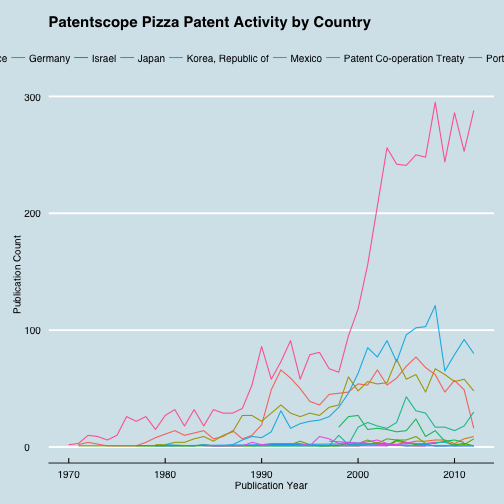 Patentscope Pizza Patent Activity by Country
Germany Israel Japan Korea, Republic of Mexico Patent Co-operation Treaty
300
200
100
0
Publication Count
1970 1980 1990 2000 2010
Publication Year